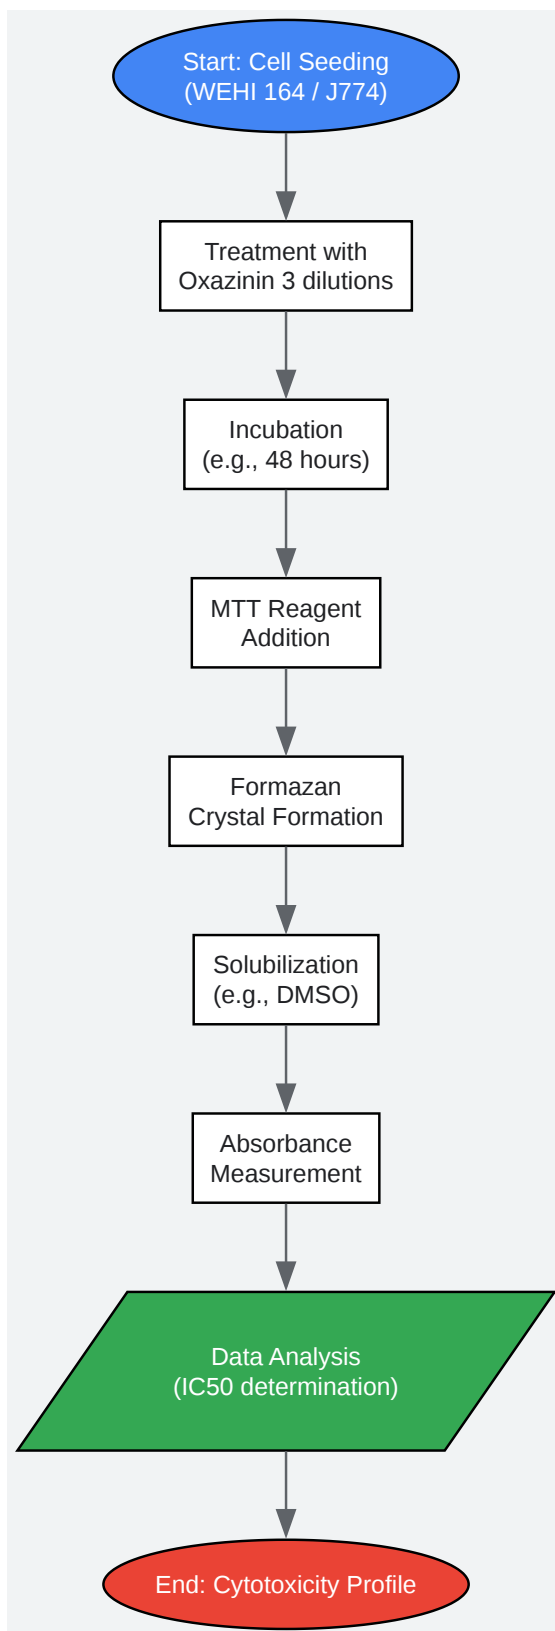 Start: Cell Seeding
(WEHI 164 / J774)
Treatment with
Oxazinin 3 dilutions
Incubation
(e.g., 48 hours)
MTT Reagent
Addition
Formazan
Crystal Formation
Solubilization
(e.g., DMSO)
Absorbance
Measurement
Data Analysis
(IC50 determination)
End: Cytotoxicity Profile